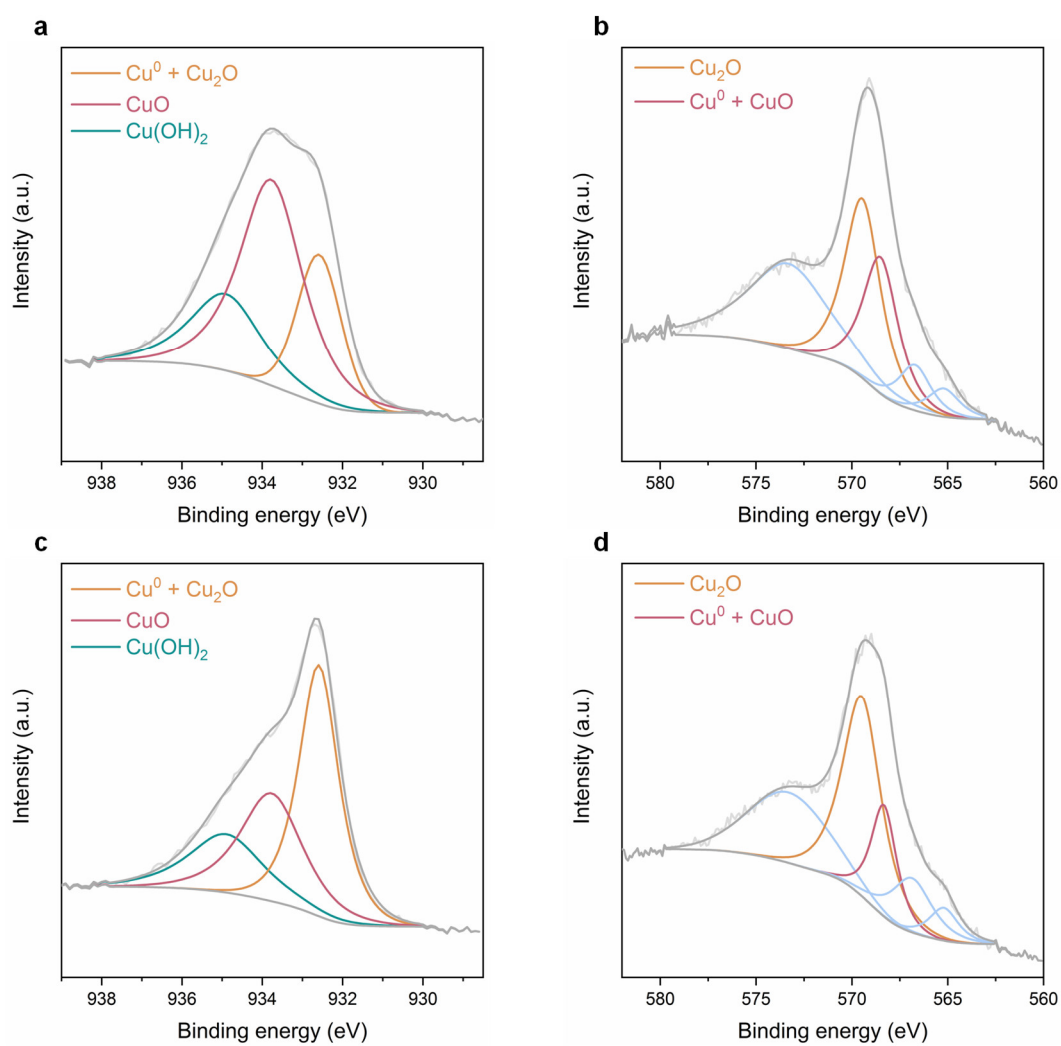 a
Cu⁰ + Cu₂O
CuO
Cu(OH)₂
Intensity (a.u.)
938 936 934 932 930
Binding energy (eV)
b
Cu₂O
Cu⁰ + CuO
Intensity (a.u.)
580 575 570 565 560
Binding energy (eV)
c
Cu⁰ + Cu₂O
CuO
Cu(OH)₂
Intensity (a.u.)
938 936 934 932 930
Binding energy (eV)
d
Cu₂O
Cu⁰ + CuO
Intensity (a.u.)
580 575 570 565 560
Binding energy (eV)